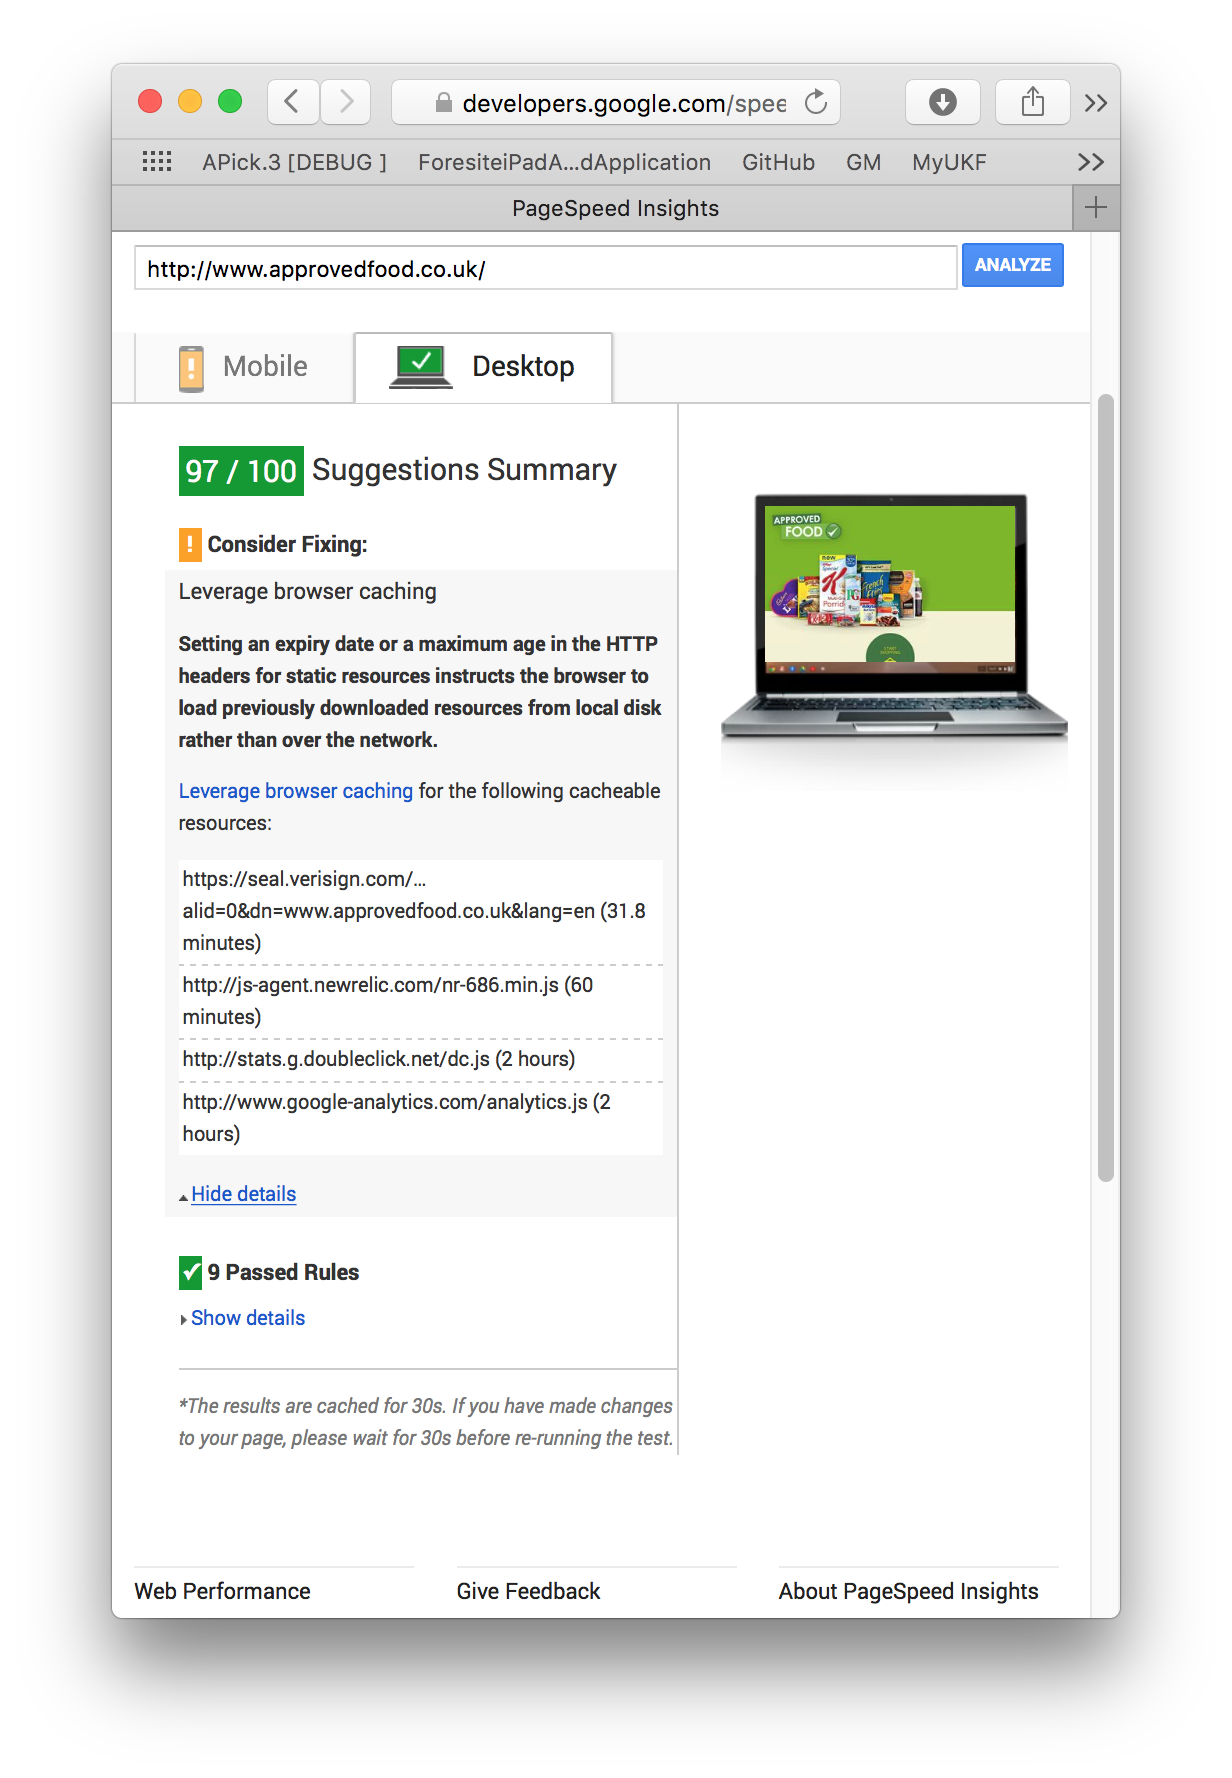 developers.google.com/spee
APick.3 [DEBUG ]
ForesiteiPadA...dApplication
GitHub
GM
MyUKF
PageSpeed Insights
http://www.approvedfood.co.uk/
ANALYZE
Mobile
Desktop
97 / 100 Suggestions Summary
! Consider Fixing:
Leverage browser caching
Setting an expiry date or a maximum age in the HTTP
headers for static resources instructs the browser to
load previously downloaded resources from local disk
rather than over the network.
Leverage browser caching for the following cacheable
resources:
https://seal.verisign.com/...
alid=0&dn=www.approvedfood.co.uk&lang=en (31.8
minutes)
http://js-agent.newrelic.com/nr-686.min.js (60
minutes)
http://stats.g.doubleclick.net/dc.js (2 hours)
http://www.google-analytics.com/analytics.js (2
hours)
Hide details
9 Passed Rules
Show details
*The results are cached for 30s. If you have made changes
to your page, please wait for 30s before re-running the test.
APPROVED
FOOD
Special
K
PG
START
SHOPPING
Web Performance
Give Feedback
About PageSpeed Insights